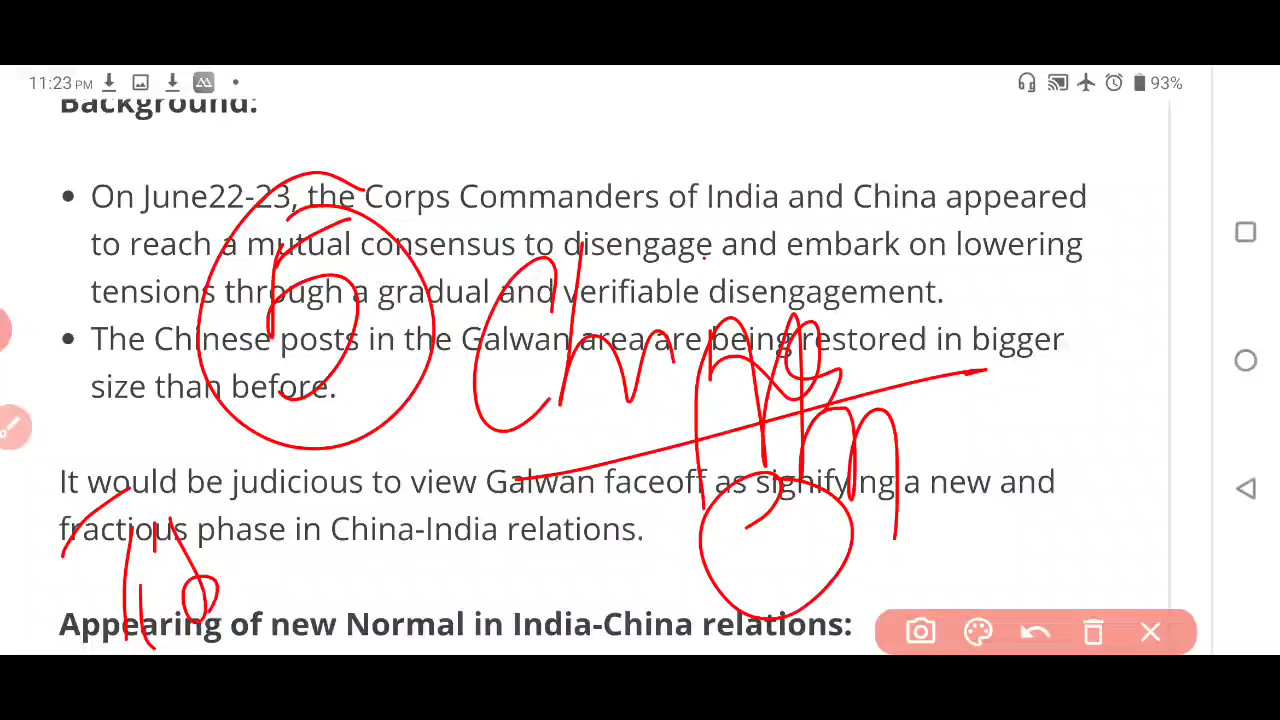 11:23 PM
93%
Background:
On June22-23, the Corps Commanders of India and China appeared
to reach a mutual consensus to disengage and embark on lowering
tensions through a gradual and verifiable disengagement.
The Chinese posts in the Galwan area are being restored in bigger
size than before.
5
It would be judicious to view Galwan faceoff as signifying a new and
fractious phase in China-India relations.
Appearing of new Normal in India-China relations: